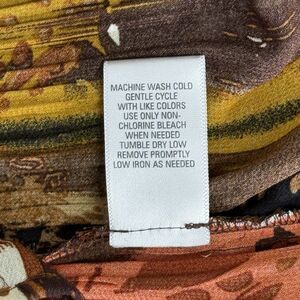 MACHINE WASH COLD
GENTLE CYCLE
WITH LIKE COLORS
USE ONLY NON-
CHLORINE BLEACH
WHEN NEEDED
TUMBLE DRY LOW
REMOVE PROMPTLY
LOW IRON AS NEEDED